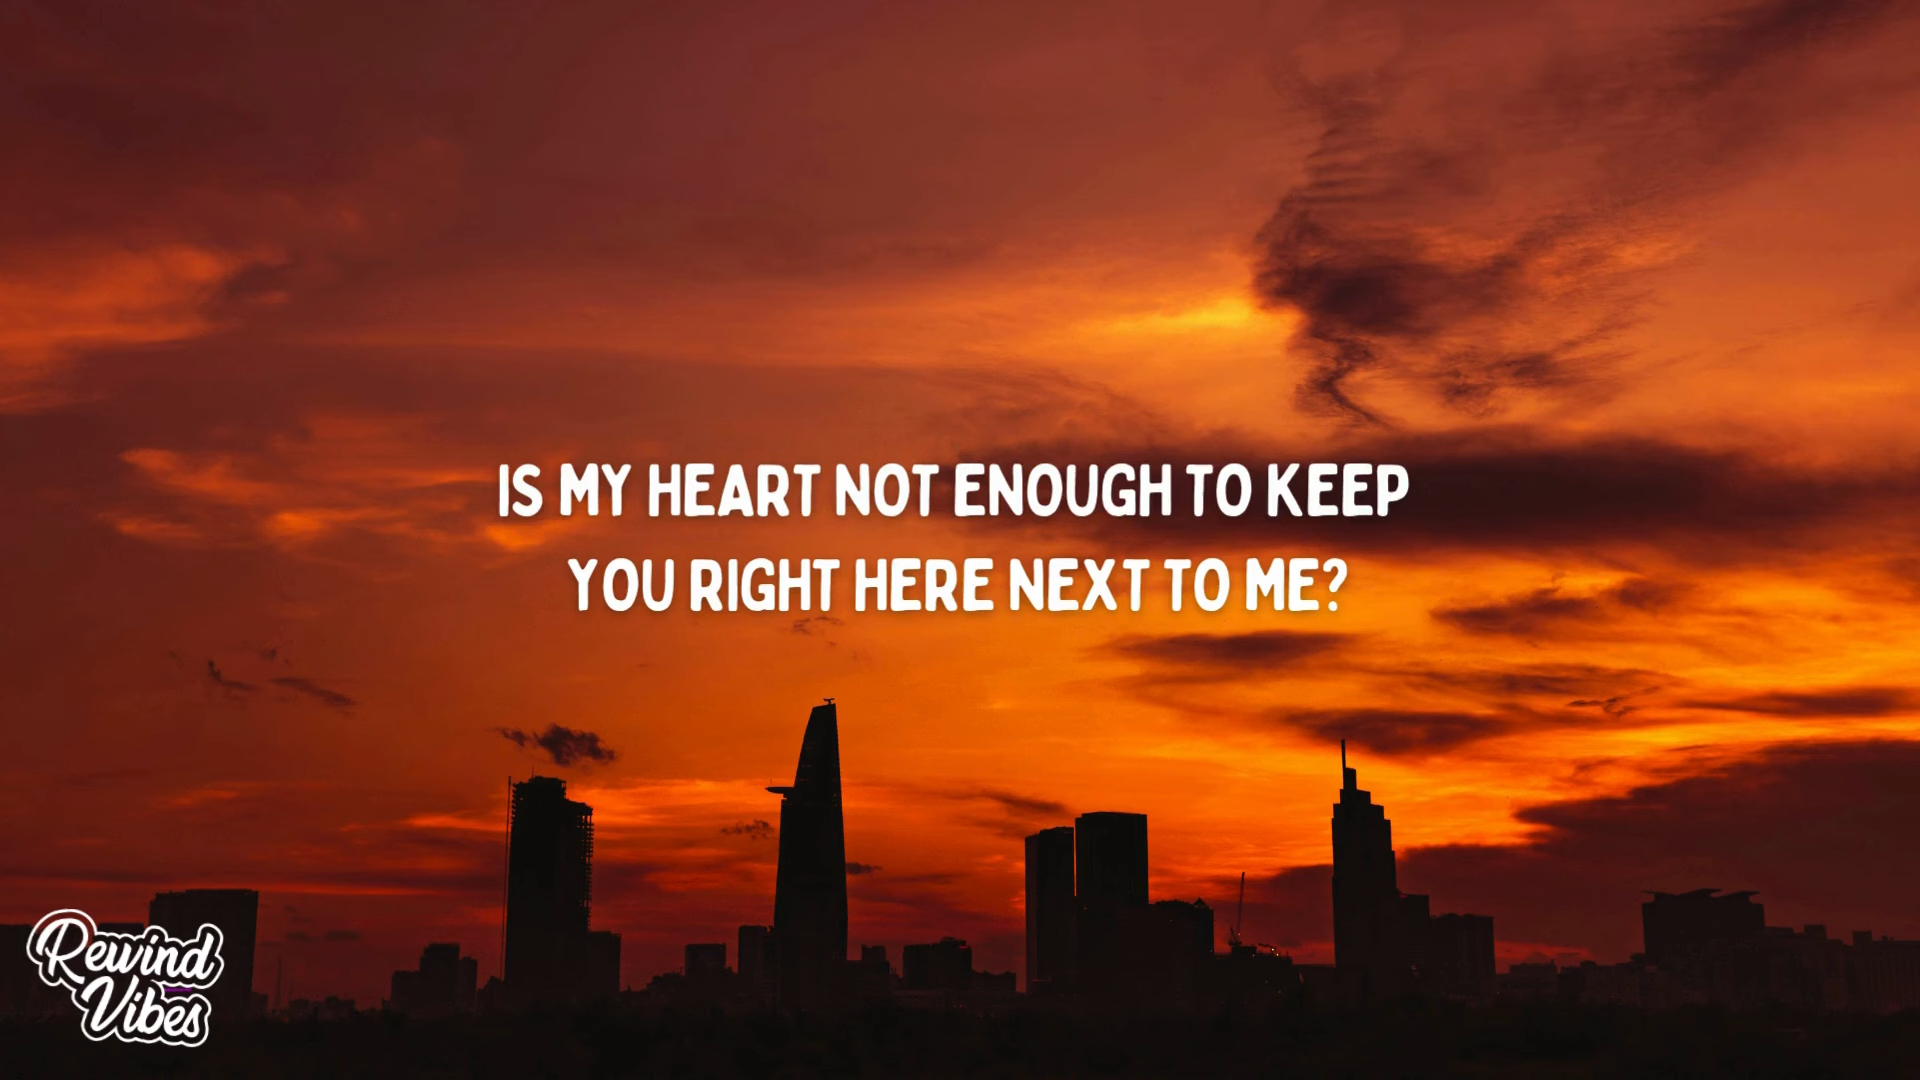 IS MY HEART NOT ENOUGH TO KEEP
YOU RIGHT HERE NEXT TO ME?
Rewind
Vibes